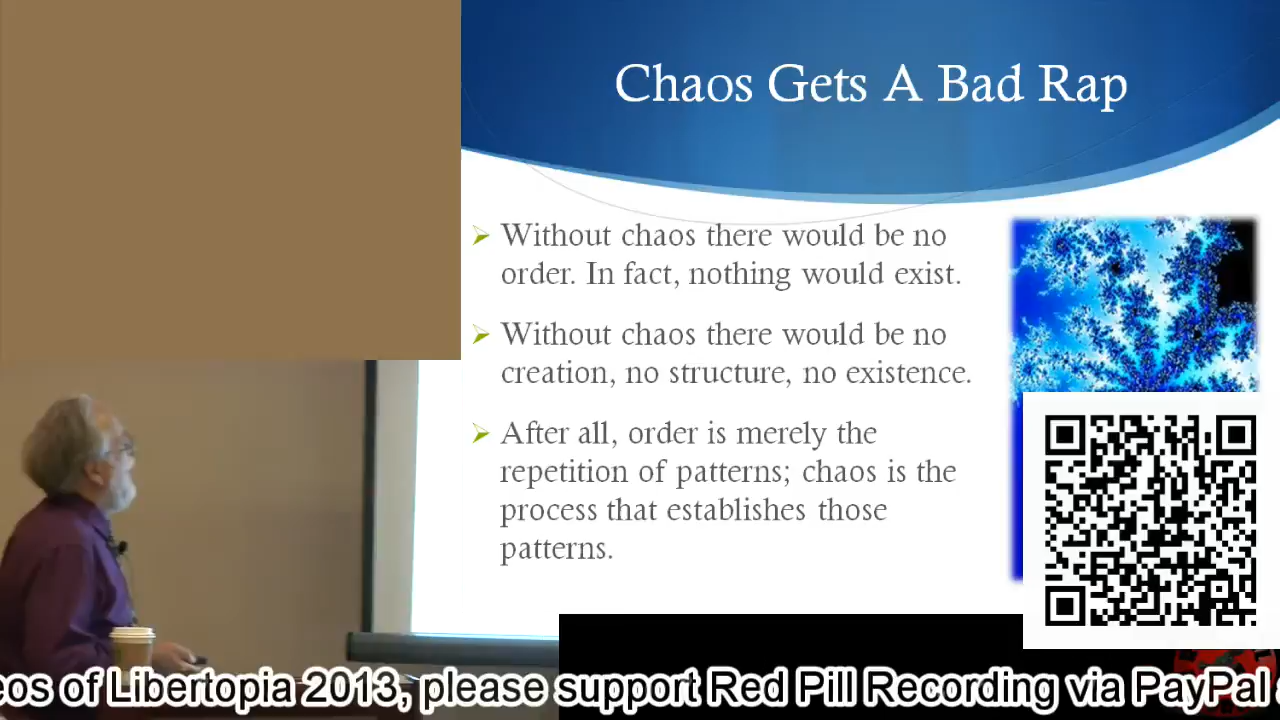 Chaos Gets A Bad Rap
Without chaos there would be no
order. In fact, nothing would exist.
Without chaos there would be no
creation, no structure, no existence.
After all, order is merely the
repetition of patterns; chaos is the
process that establishes those
patterns.
of Libertopia 2013, please support Red Pill Recording via PayPal